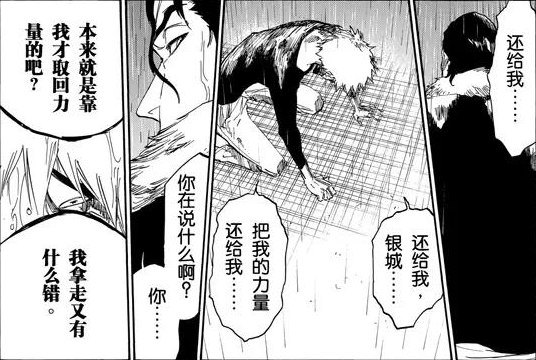 还给我……
还给我，
银城……
把我的力量
还给我……
你在说什么啊？
你……
本来就是靠
我才取回力
量的吧？
我拿走又有
什么错。